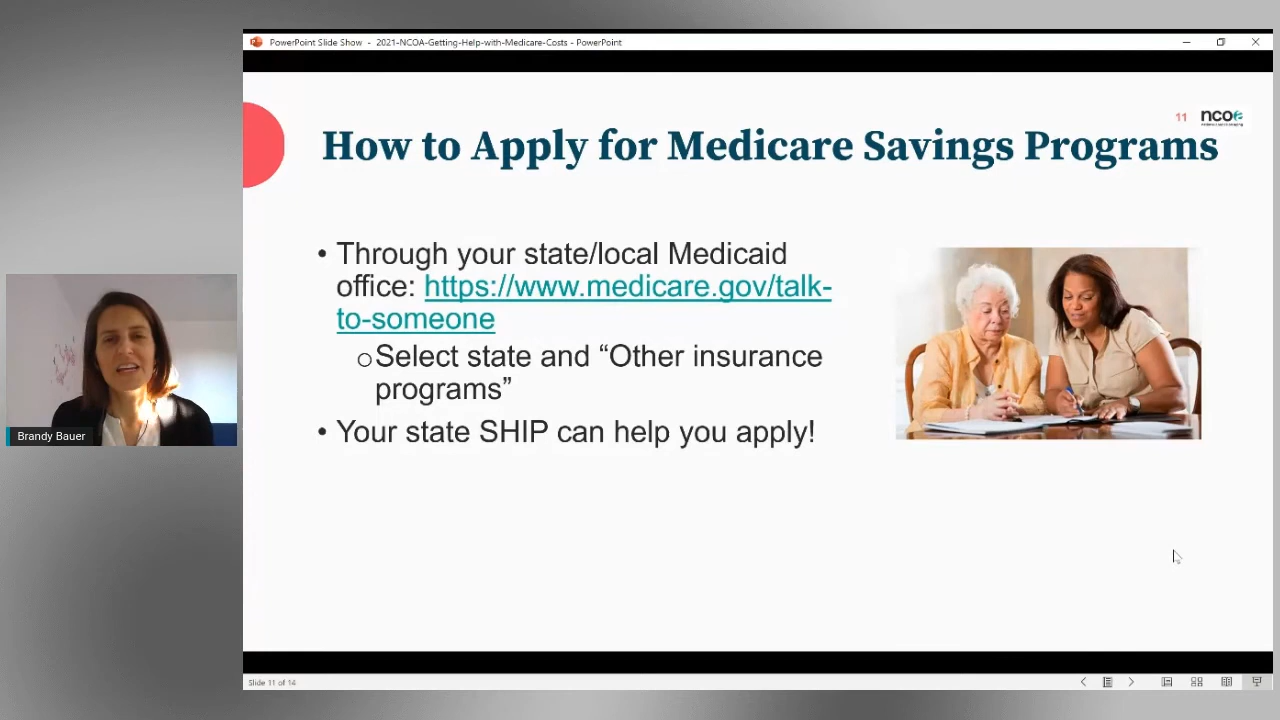 PowerPoint Slide Show - 2021-NCOA-Getting-Help-with-Medicare-Costs - PowerPoint
11 ncoa
How to Apply for Medicare Savings Programs
• Through your state/local Medicaid
office: https://www.medicare.gov/talk-
to-someone
o Select state and “Other insurance
programs”
• Your state SHIP can help you apply!
Brandy Bauer
Slide 11 of 14